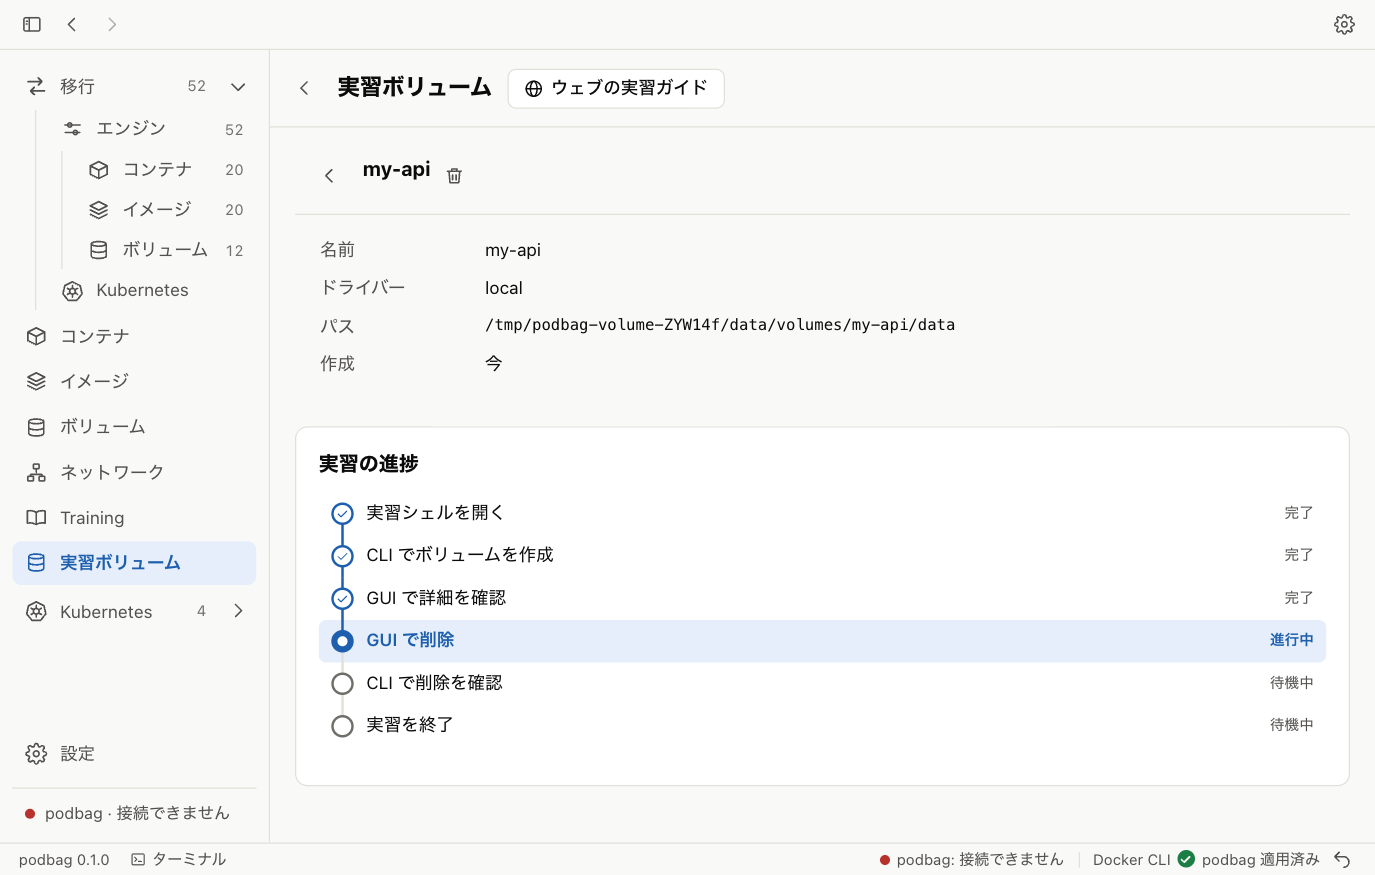 移行 52
エンジン 52
コンテナ 20
イメージ 20
ボリューム 12
Kubernetes
コンテナ
イメージ
ボリューム
ネットワーク
Training
実習ボリューム
Kubernetes 4
設定
podbag · 接続できません
実習ボリューム ウェブの実習ガイド
my-api
名前 my-api
ドライバー local
パス /tmp/podbag-volume-ZYW14f/data/volumes/my-api/data
作成 今
実習の進捗
実習シェルを開く 完了
CLI でボリュームを作成 完了
GUI で詳細を確認 完了
GUI で削除 進行中
CLI で削除を確認 待機中
実習を終了 待機中
podbag 0.1.0 ターミナル podbag: 接続できません Docker CLI podbag 適用済み